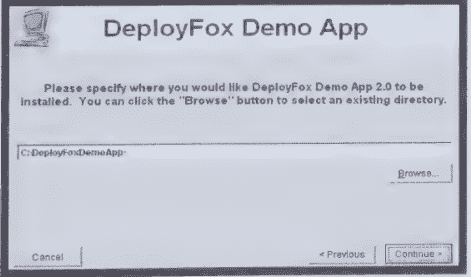 DeployFox Demo App
Please specify where you would like DeployFox Demo App 2.0 to be
installed. You can click the "Browse" button to select an existing directory.
C:\DeployFoxDemoApp\
Browse...
Cancel
< Previous
Continue >